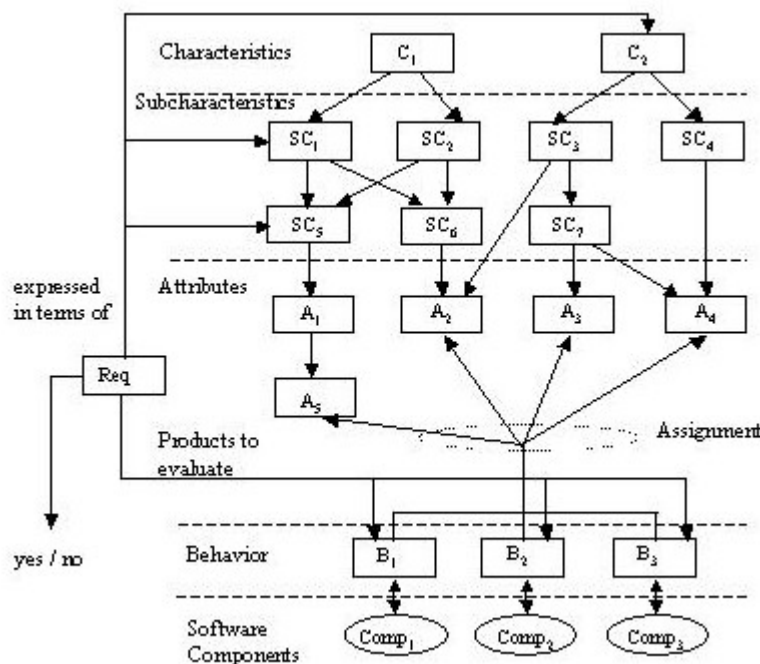 Characteristics C₁ C₂
Subcharacteristics
SC₁ SC₂ SC₃ SC₄
SC₅ SC₆ SC₇
expressed
in terms of
Attributes
A₁ A₂ A₃ A₄
Req
A₅
Products to
evaluate
Assignment
yes / no
Behavior B₁ B₂ B₃
Software
Components
Comp₁ Comp₂ Comp₃